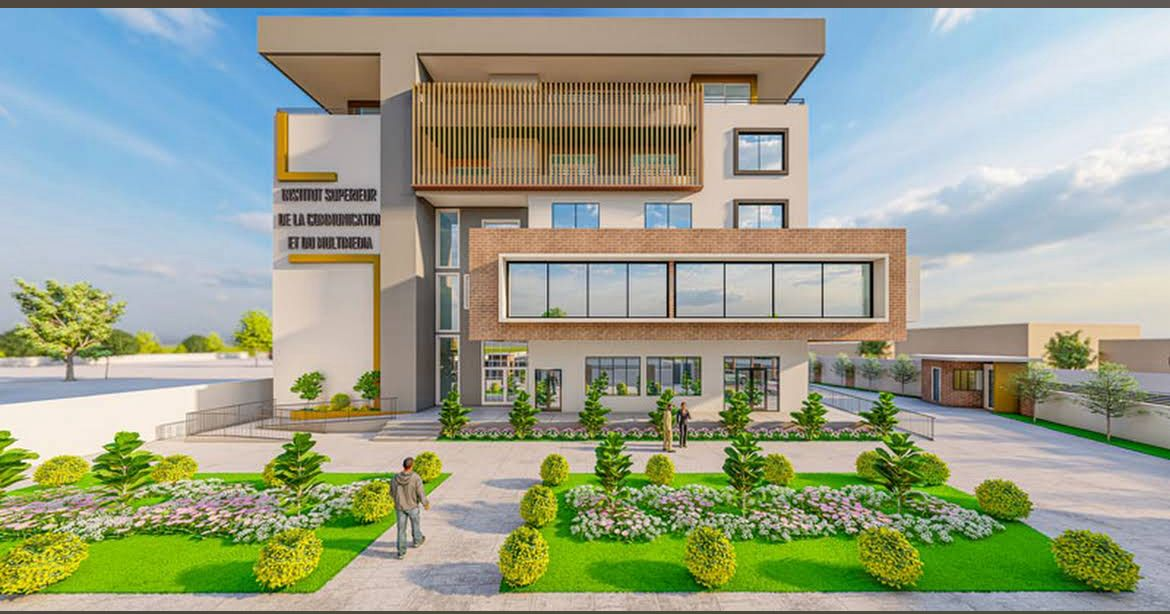 INSTITUT SUPERIEUR
DE LA COMMUNICATION
ET DU MULTIMEDIA